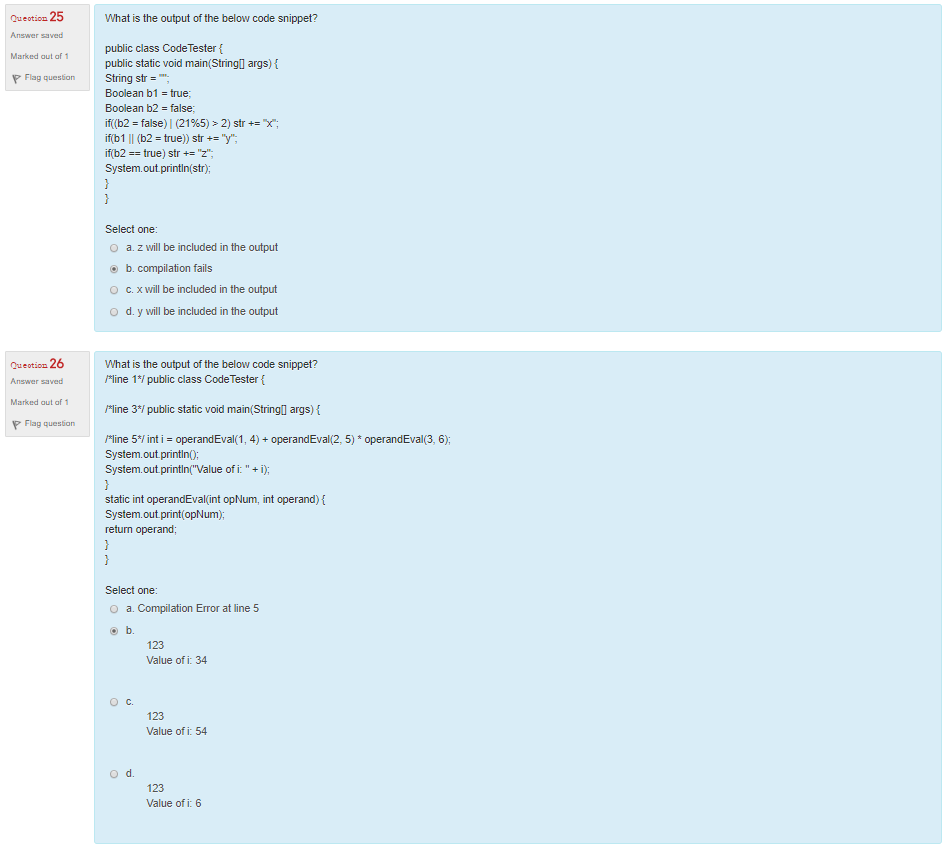 Question 25
Answer saved
Marked out of 1
Flag question
What is the output of the below code snippet?
public class CodeTester {
public static void main(String[] args) {
String str = "";
Boolean b1 = true;
Boolean b2 = false;
if((b2 = false) | (21%5) > 2) str += "x";
if(b1 || (b2 = true)) str += "y";
if(b2 == true) str += "z";
System.out.println(str);
}
}
Select one:
a. z will be included in the output
b. compilation fails
c. x will be included in the output
d. y will be included in the output
Question 26
Answer saved
Marked out of 1
Flag question
What is the output of the below code snippet?
/*line 1*/ public class CodeTester {
/*line 3*/ public static void main(String[] args) {
/*line 5*/ int i = operandEval(1, 4) + operandEval(2, 5) * operandEval(3, 6);
System.out.println();
System.out.println("Value of i: " + i);
}
static int operandEval(int opNum, int operand) {
System.out.print(opNum);
return operand;
}
}
Select one:
a. Compilation Error at line 5
b.
123
Value of i: 34
c.
123
Value of i: 54
d.
123
Value of i: 6